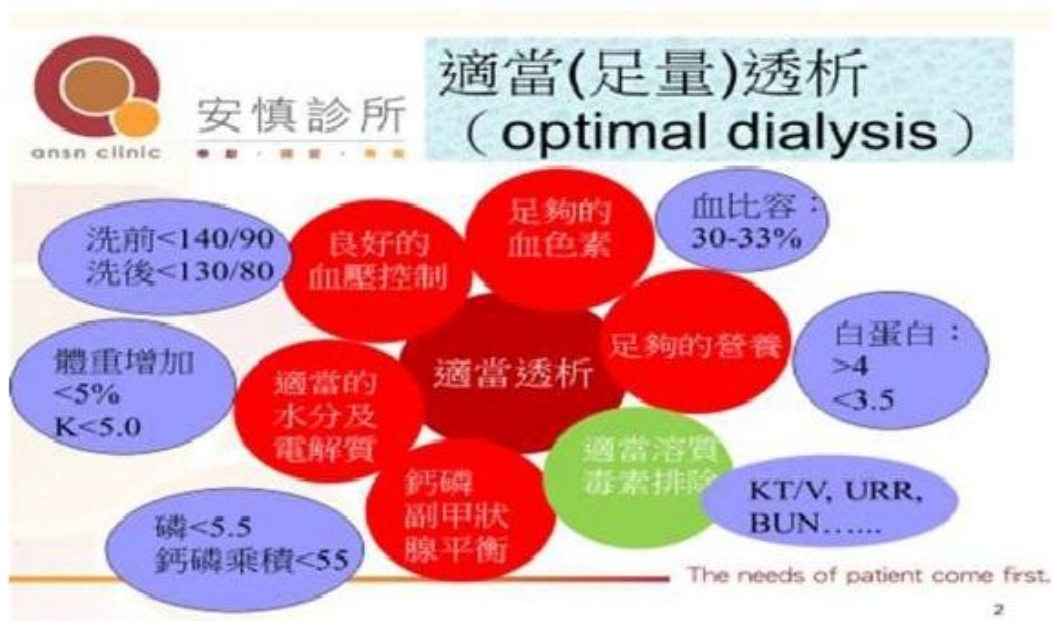 適當(足量)透析
(optimal dialysis)
安慎診所
ansn clinic
足夠的
血色素
血比容：
30-33%
良好的
血壓控制
洗前<140/90
洗後<130/80
足夠的營養
白蛋白：
>4
<3.5
適當透析
體重增加
<5%
K<5.0
適當的
水分及
電解質
適當溶質
毒素排除
KT/V, URR,
BUN…....
鈣磷
副甲狀
腺平衡
磷<5.5
鈣磷乘積<55
The needs of patient come first.
2